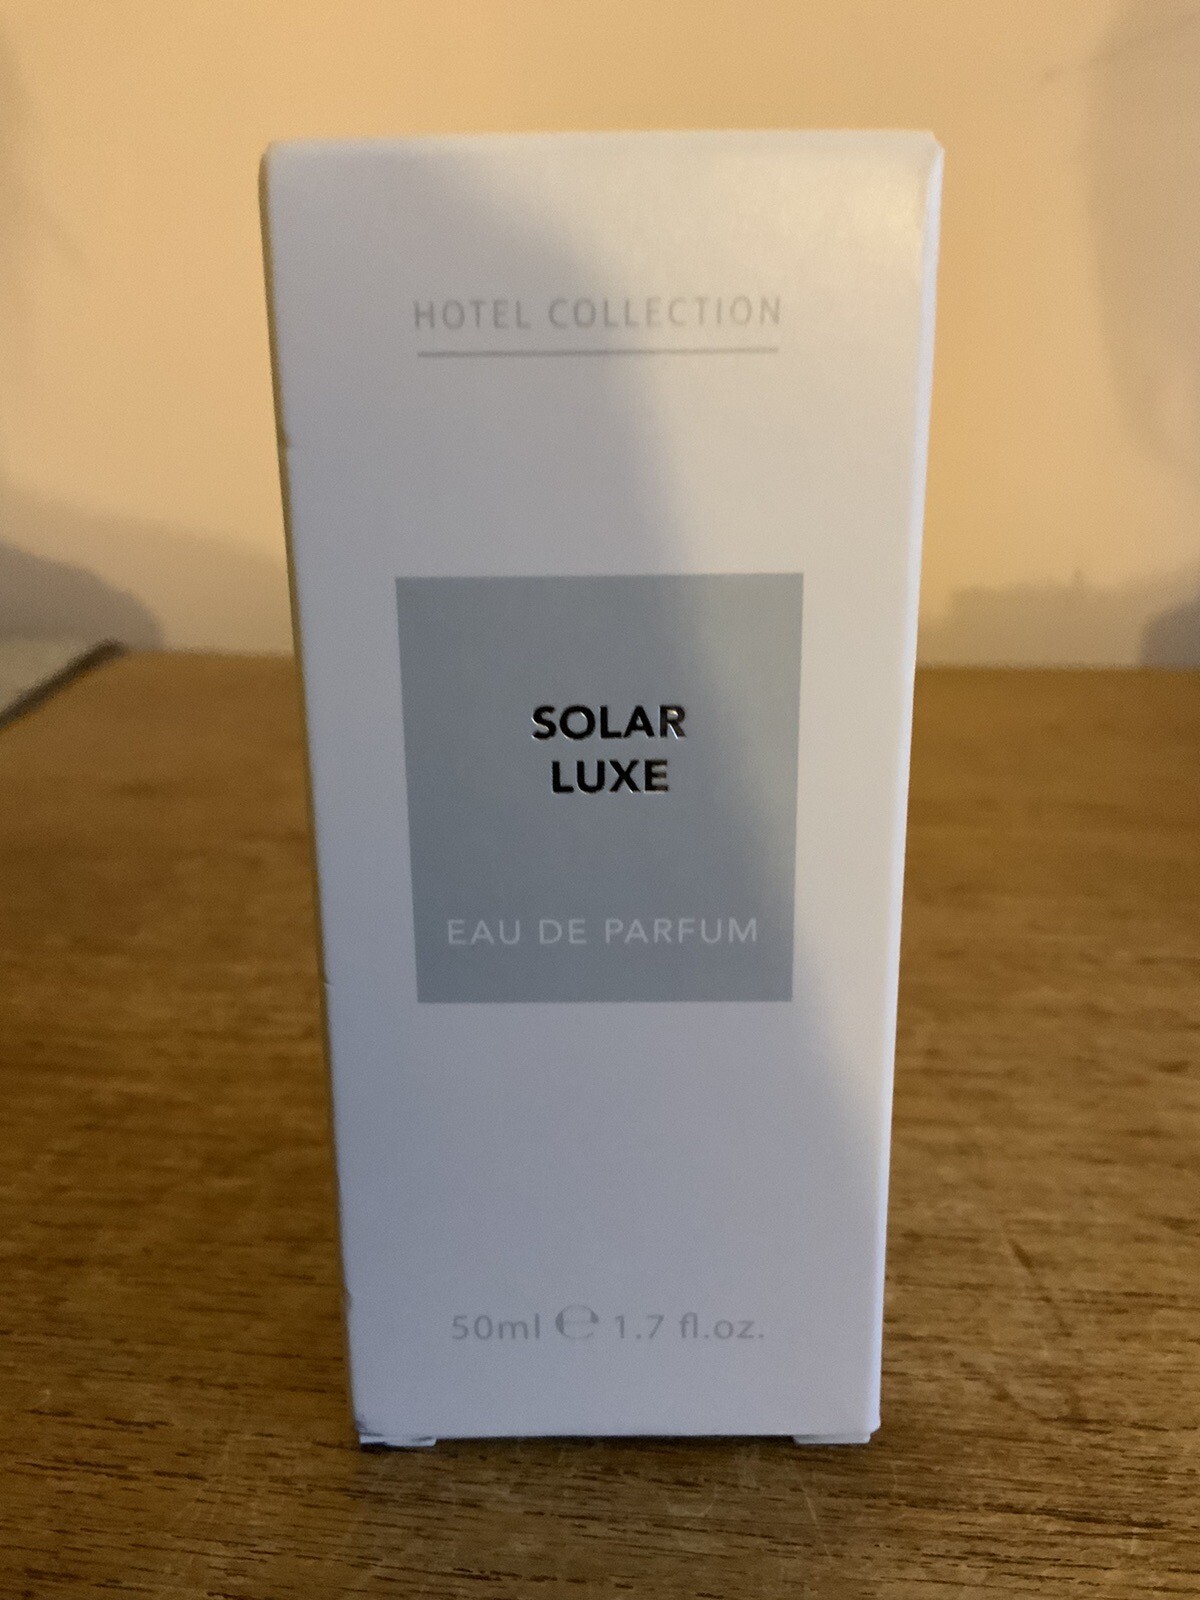 HOTEL COLLECTION
SOLAR
LUXE
EAU DE PARFUM
50ml ℮ 1.7 fl.oz.